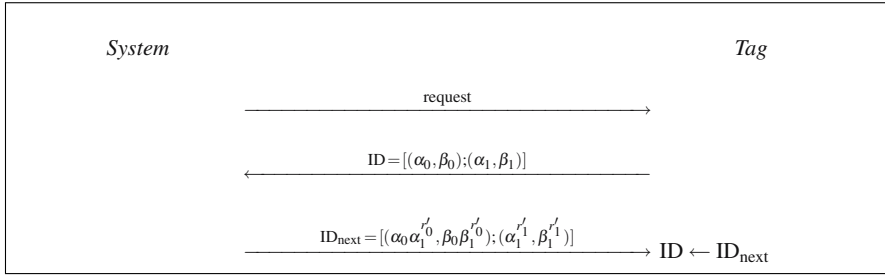 System Tag
request
ID=[(α₀,β₀);(α₁,β₁)]
ID_next=[(α₀α₁^{r′₀},β₀β₁^{r′₀});(α₁^{r′₁},β₁^{r′₁})] ID ← ID_next